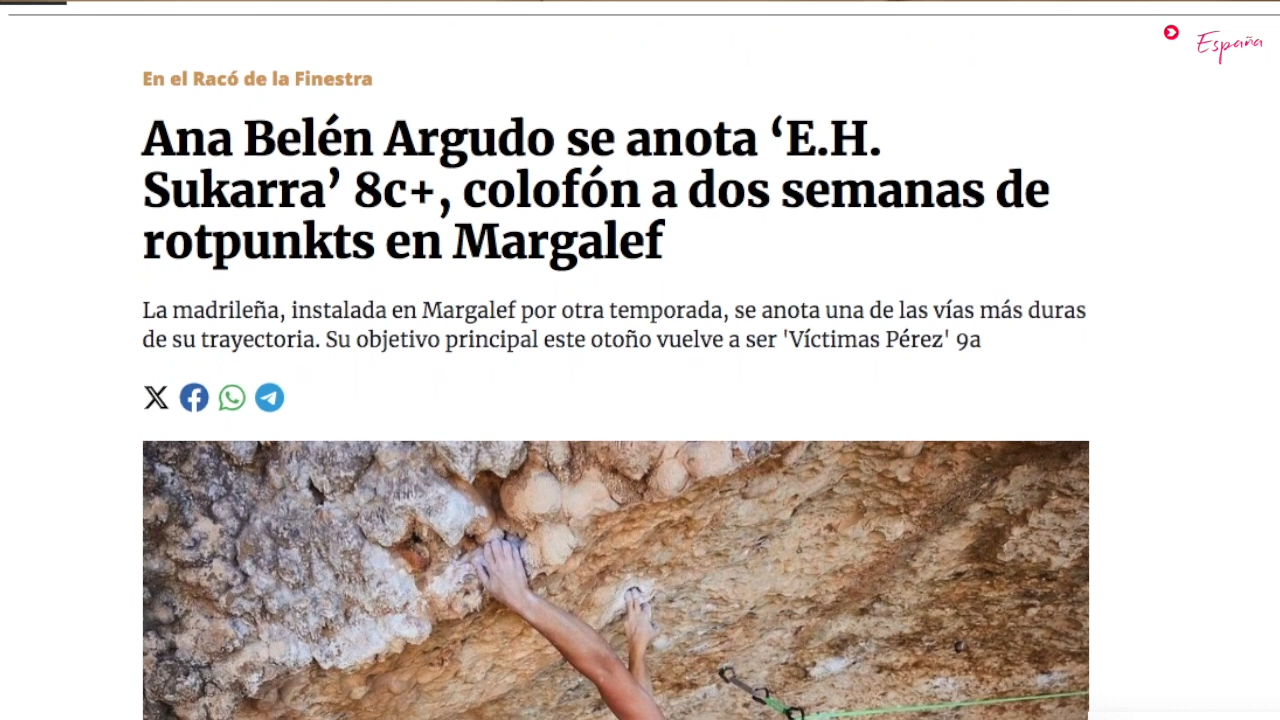 España
En el Racó de la Finestra
Ana Belén Argudo se anota ‘E.H.
Sukarra’ 8c+, colofón a dos semanas de
rotpunkts en Margalef
La madrileña, instalada en Margalef por otra temporada, se anota una de las vías más duras
de su trayectoria. Su objetivo principal este otoño vuelve a ser 'Víctimas Pérez' 9a